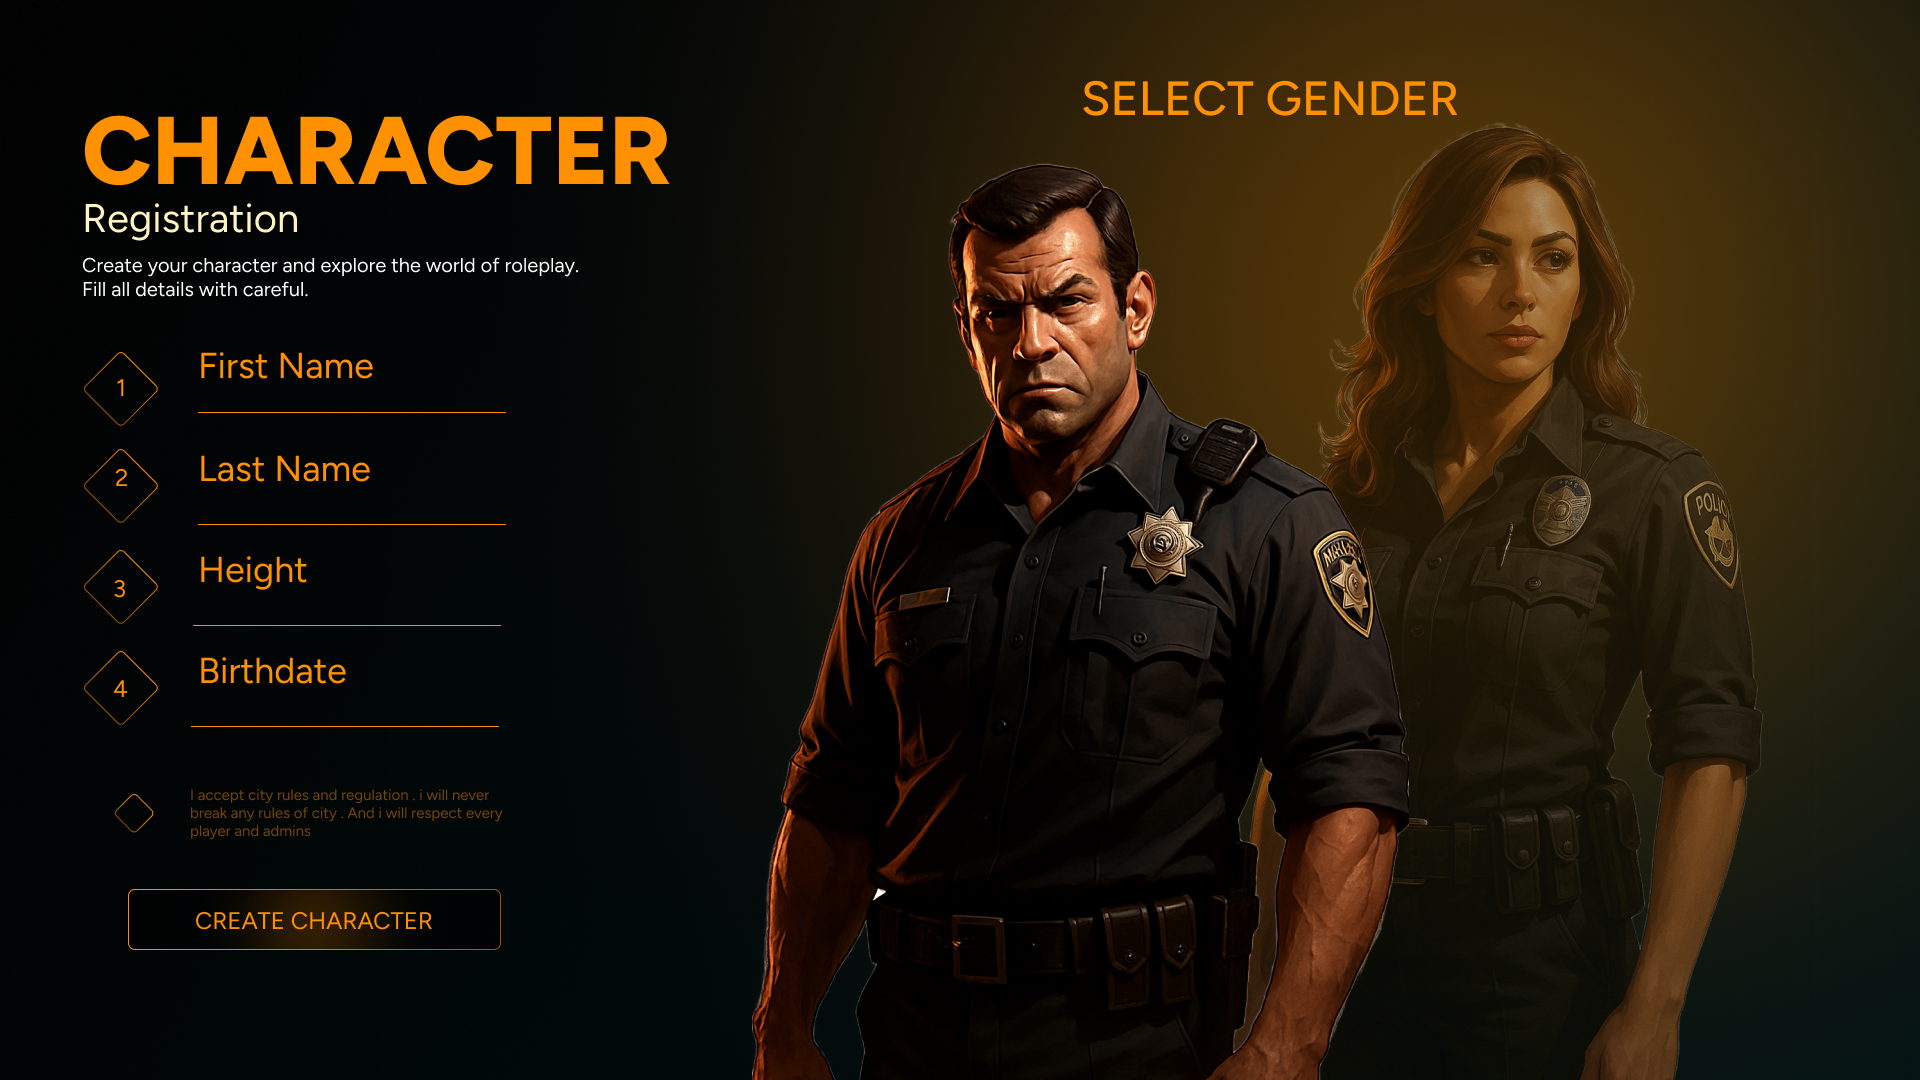 SELECT GENDER
CHARACTER
Registration
Create your character and explore the world of roleplay.
Fill all details with careful.
1
First Name
2
Last Name
3
Height
4
Birthdate
I accept city rules and regulation . i will never
break any rules of city . And i will respect every
player and admins
CREATE CHARACTER